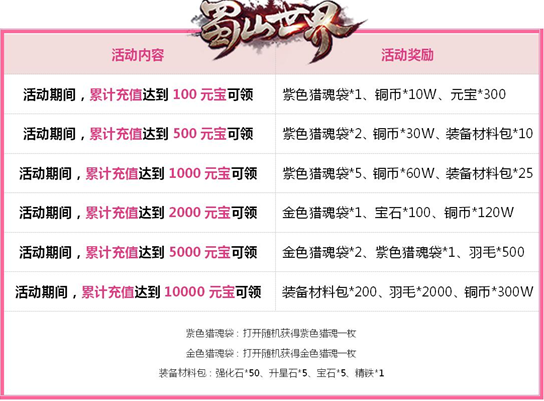 蜀山世界
活动内容 活动奖励
活动期间，累计充值达到 100 元宝可领 紫色猎魂袋*1、铜币*10W、元宝*300
活动期间，累计充值达到 500 元宝可领 紫色猎魂袋*2、铜币*30W、装备材料包*10
活动期间，累计充值达到 1000 元宝可领 紫色猎魂袋*5、铜币*60W、装备材料包*25
活动期间，累计充值达到 2000 元宝可领 金色猎魂袋*1、宝石*100、铜币*120W
活动期间，累计充值达到 5000 元宝可领 金色猎魂袋*2、紫色猎魂袋*1、羽毛*500
活动期间，累计充值达到 10000 元宝可领 装备材料包*200、羽毛*2000、铜币*300W
紫色猎魂袋：打开随机获得紫色猎魂一枚
金色猎魂袋：打开随机获得金色猎魂一枚
装备材料包：强化石*50、升星石*5、宝石*5、精铁*1